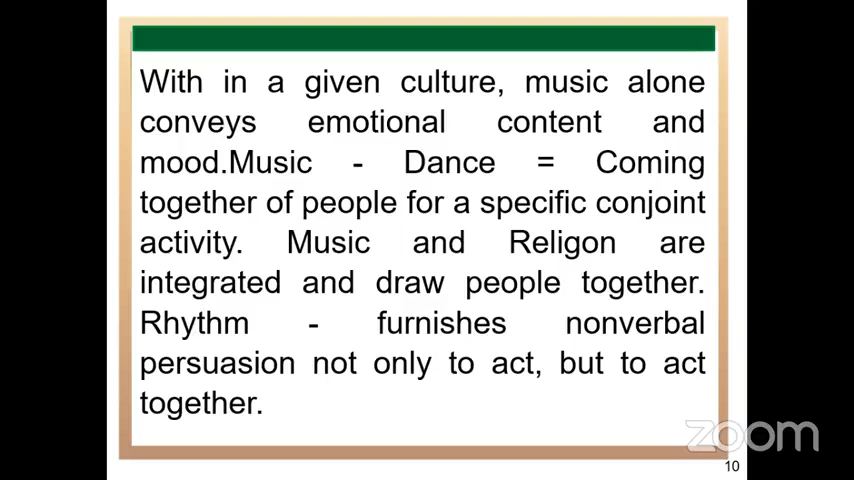 With in a given culture, music alone
conveys emotional content and
mood.Music - Dance = Coming
together of people for a specific conjoint
activity. Music and Religon are
integrated and draw people together.
Rhythm - furnishes nonverbal
persuasion not only to act, but to act
together.
zoom
10